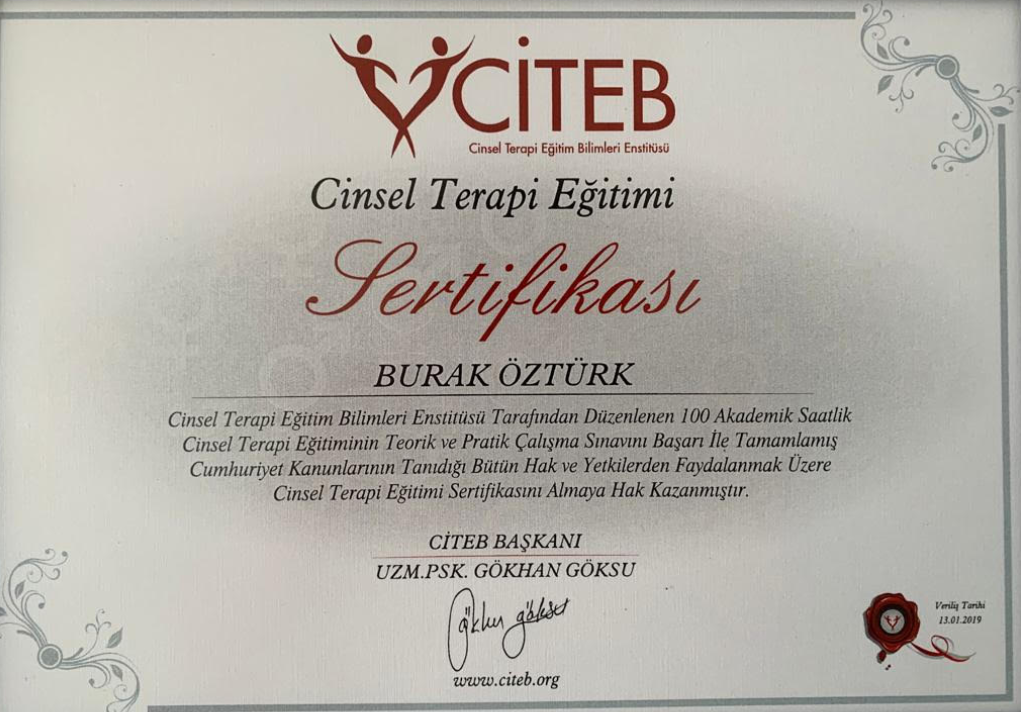 CİTEB
Cinsel Terapi Eğitim Bilimleri Enstitüsü
Cinsel Terapi Eğitimi
Sertifikası
BURAK ÖZTÜRK
Cinsel Terapi Eğitim Bilimleri Enstitüsü Tarafından Düzenlenen 100 Akademik Saatlik
Cinsel Terapi Eğitiminin Teorik ve Pratik Çalışma Sınavını Başarı İle Tamamlamış
Cumhuriyet Kanunlarının Tanıdığı Bütün Hak ve Yetkilerden Faydalanmak Üzere
Cinsel Terapi Eğitimi Sertifikasını Almaya Hak Kazanmıştır.
CİTEB BAŞKANI
UZM.PSK. GÖKHAN GÖKSU
www.citeb.org
Veriliş Tarihi
13.01.2019